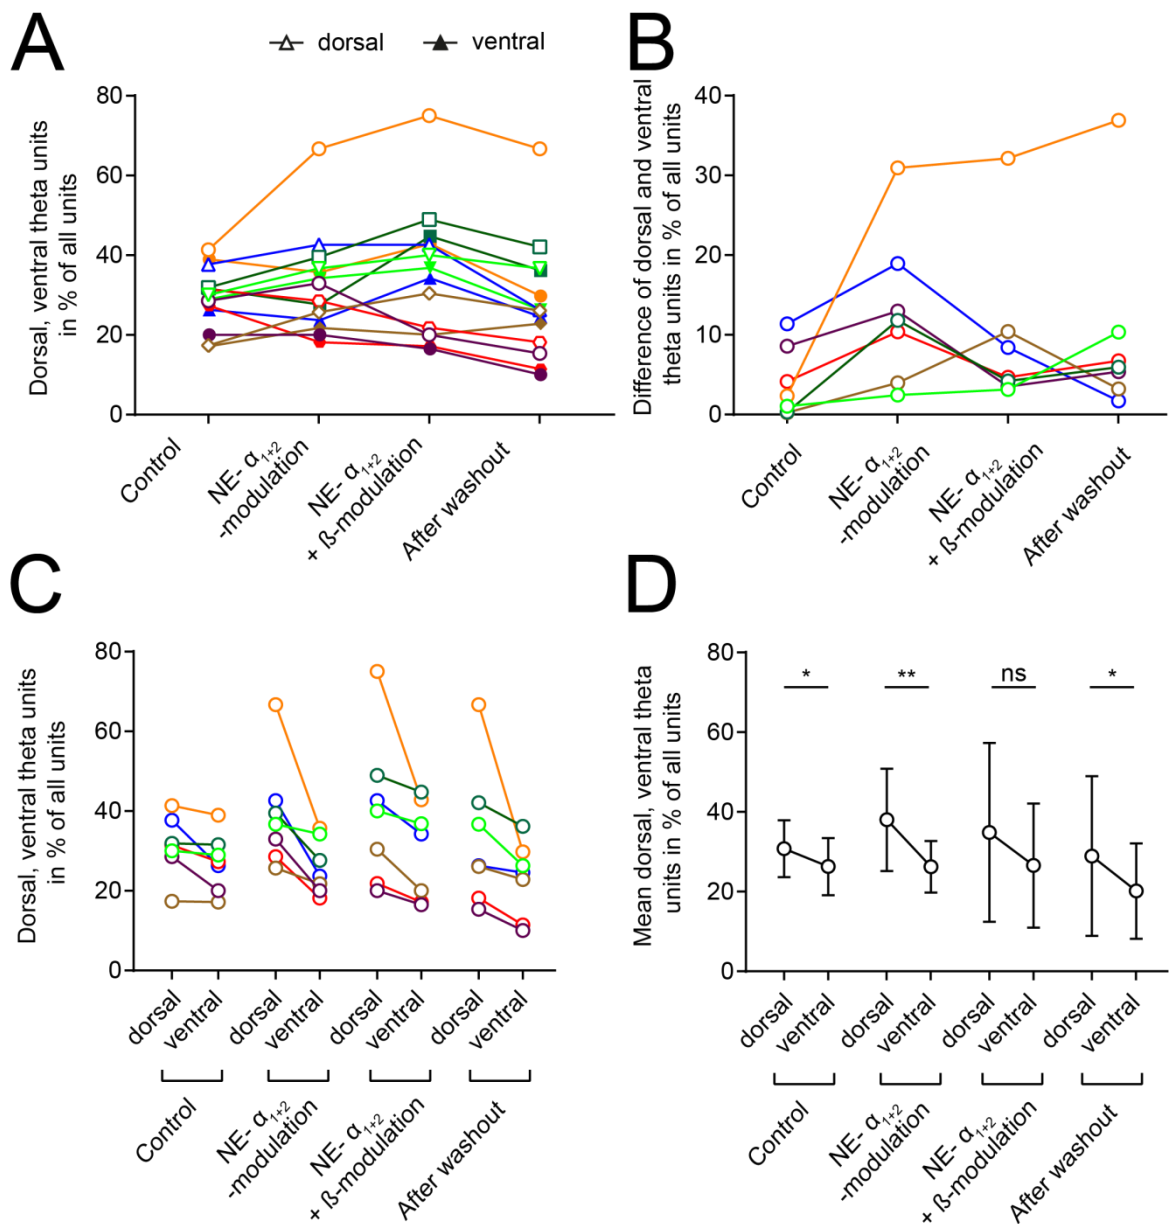 A
dorsal
ventral
Dorsal, ventral theta units
in % of all units
80
60
40
20
0
Control
NE- α1+2
-modulation
NE- α1+2
+ ß-modulation
After washout
B
Difference of dorsal and ventral
theta units in % of all units
40
30
20
10
0
Control
NE- α1+2
-modulation
NE- α1+2
+ ß-modulation
After washout
C
Dorsal, ventral theta units
in % of all units
80
60
40
20
0
dorsal
ventral
dorsal
ventral
dorsal
ventral
dorsal
ventral
Control
NE- α1+2
-modulation
NE- α1+2
+ ß-modulation
After washout
D
Mean dorsal, ventral theta
units in % of all units
80
60
40
20
0
*
**
ns
*
dorsal
ventral
dorsal
ventral
dorsal
ventral
dorsal
ventral
Control
NE- α1+2
-modulation
NE- α1+2
+ ß-modulation
After washout